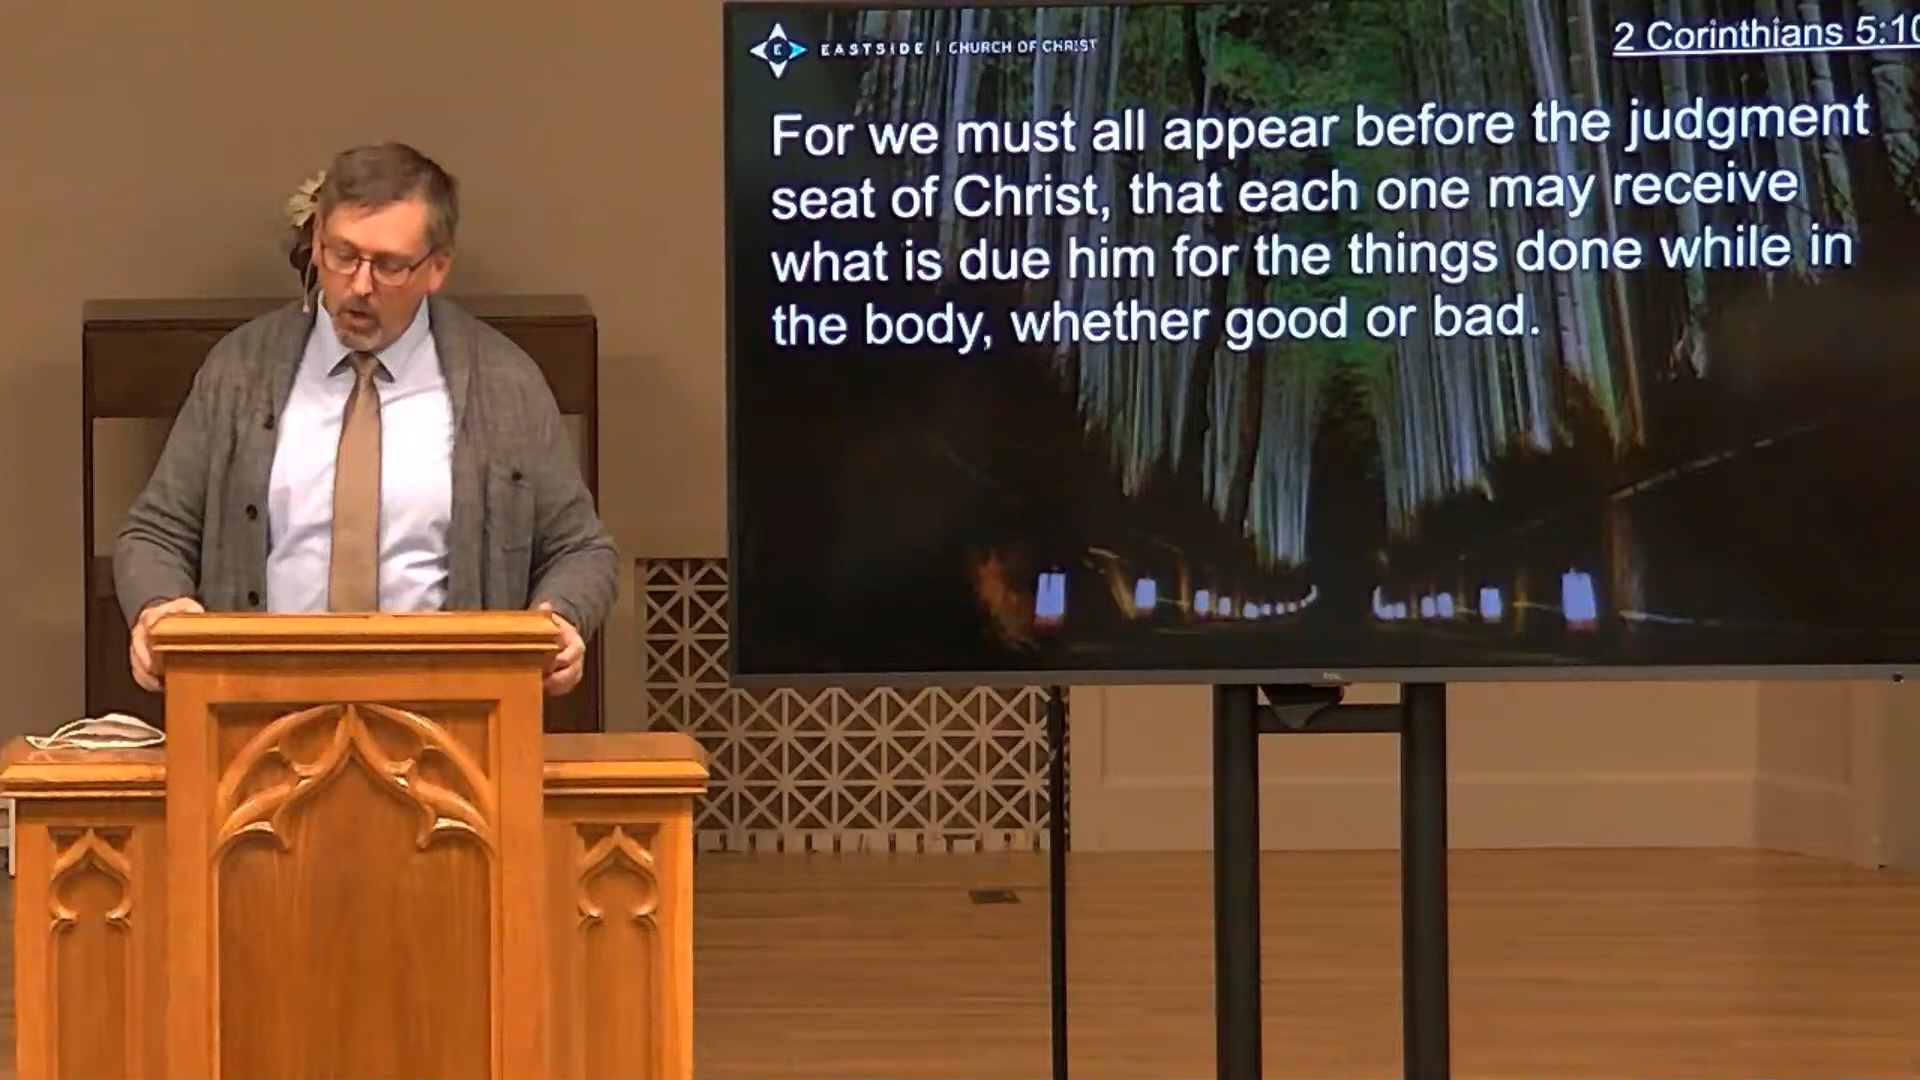 EASTSIDE | CHURCH OF CHRIST
2 Corinthians 5:10
For we must all appear before the judgment
seat of Christ, that each one may receive
what is due him for the things done while in
the body, whether good or bad.